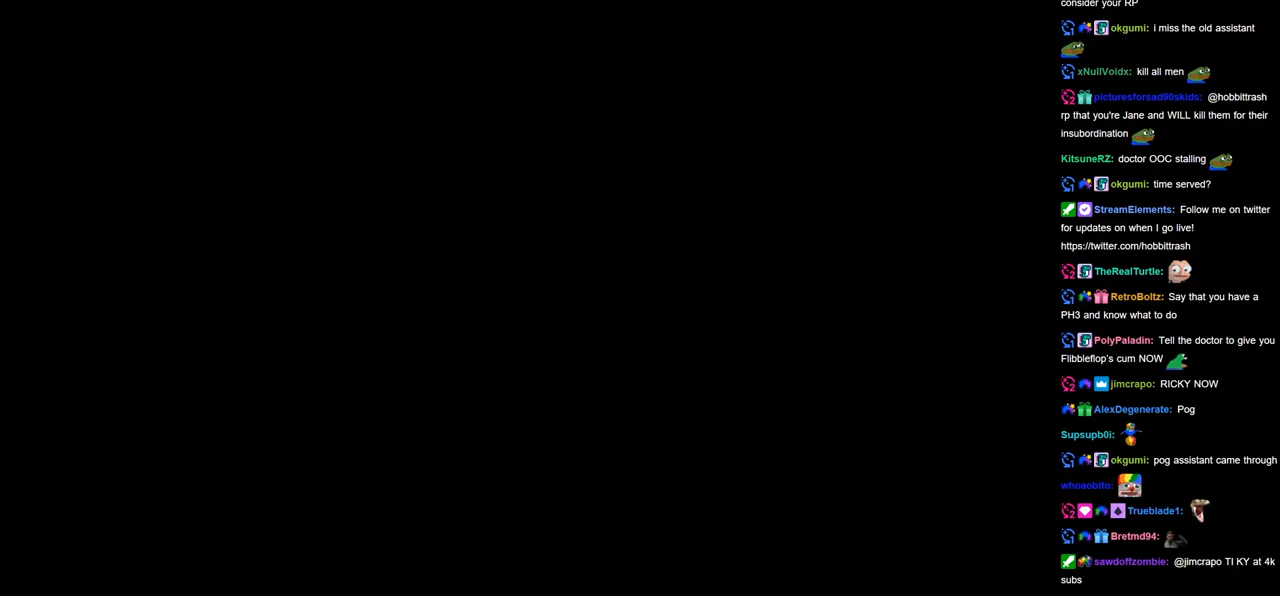 consider your RP
okgumi: i miss the old assistant
xNullVoidx: kill all men
picturesforsad90skids: @hobbittrash
rp that you're Jane and WILL kill them for their
insubordination
KitsuneRZ: doctor OOC stalling
okgumi: time served?
StreamElements: Follow me on twitter
for updates on when I go live!
https://twitter.com/hobbittrash
TheRealTurtle:
RetroBoltz: Say that you have a
PH3 and know what to do
PolyPaladin: Tell the doctor to give you
Flibbleflop's cum NOW
jimcrapo: RICKY NOW
AlexDegenerate: Pog
Supsupb0i:
okgumi: pog assistant came through
whoaobito:
Trueblade1:
Bretmd94:
sawdoffzombie: @jimcrapo TI KY at 4k
subs